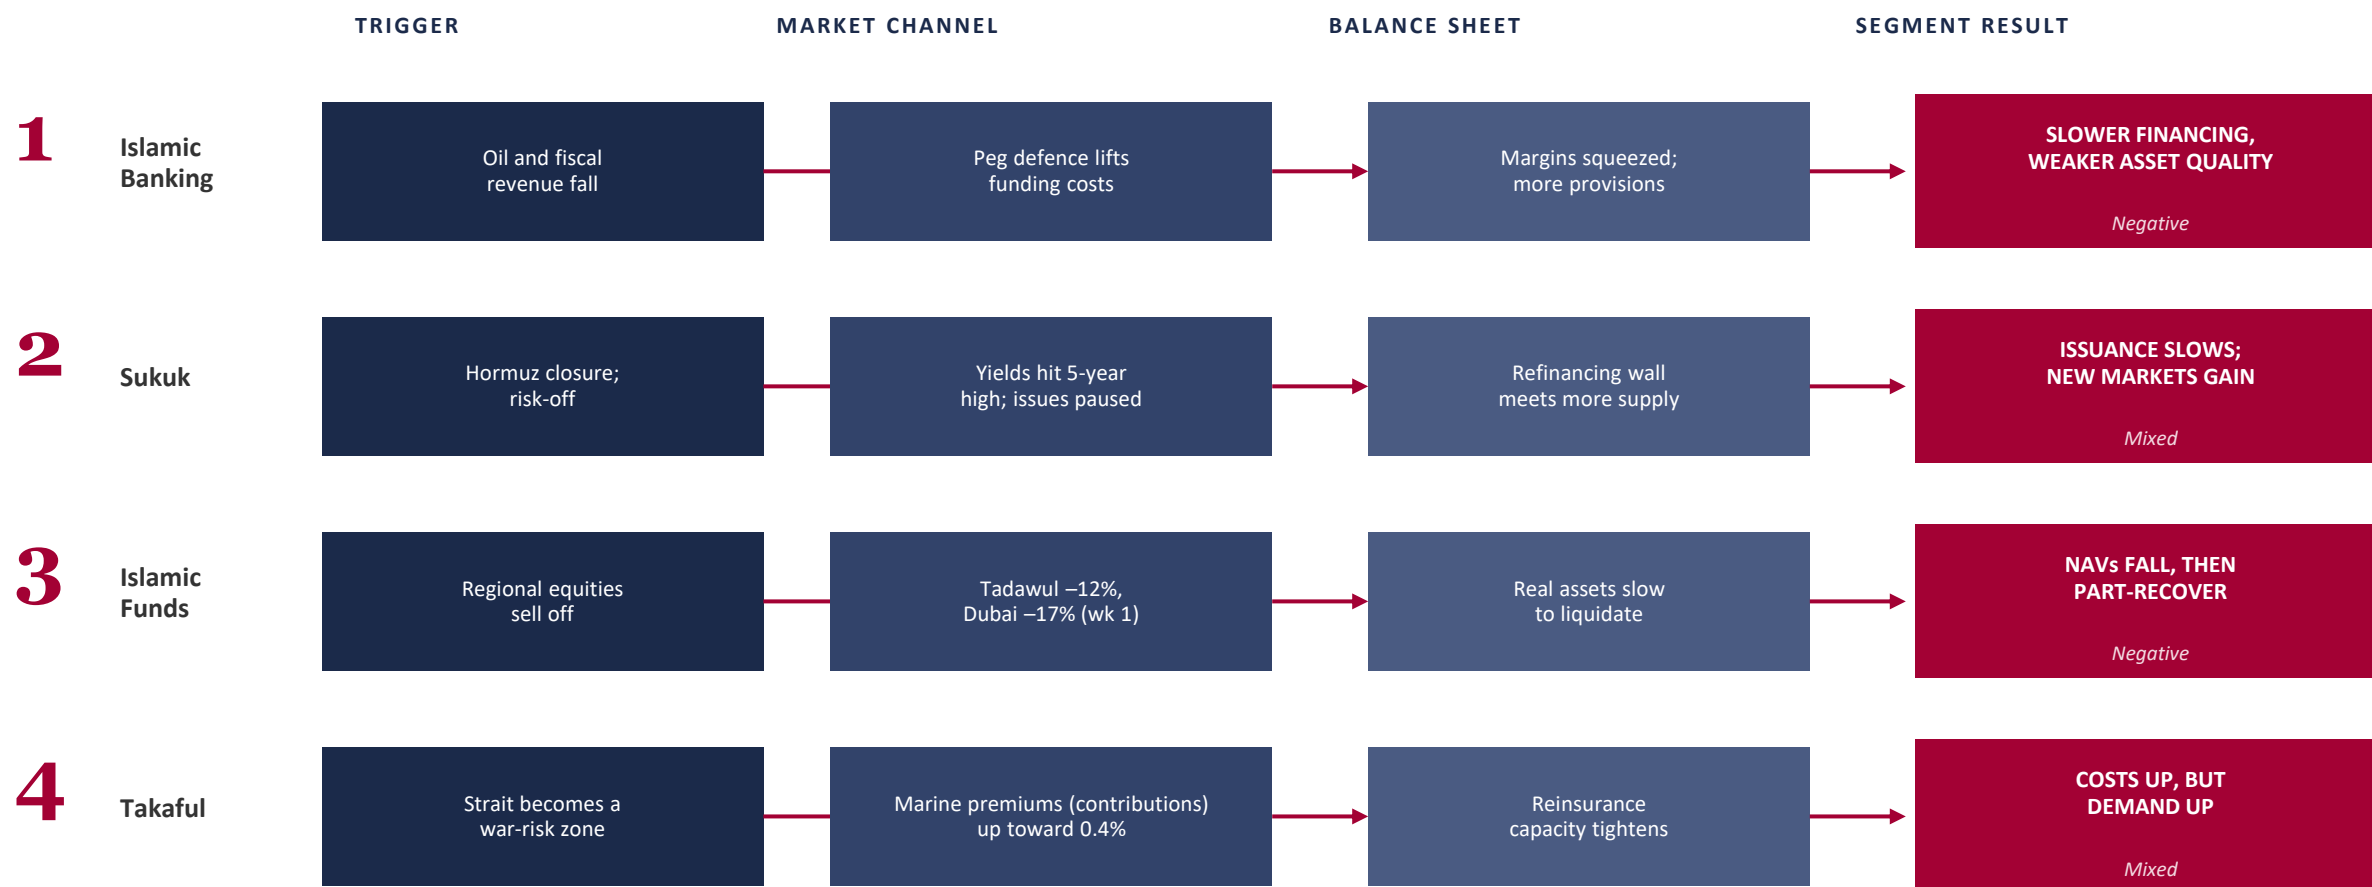 TRIGGER
MARKET CHANNEL
BALANCE SHEET
SEGMENT RESULT
1
Islamic
Banking
Oil and fiscal
revenue fall
Peg defence lifts
funding costs
Margins squeezed;
more provisions
SLOWER FINANCING,
WEAKER ASSET QUALITY
Negative
2
Sukuk
Hormuz closure;
risk-off
Yields hit 5-year
high; issues paused
Refinancing wall
meets more supply
ISSUANCE SLOWS;
NEW MARKETS GAIN
Mixed
3
Islamic
Funds
Regional equities
sell off
Tadawul –12%,
Dubai –17% (wk 1)
Real assets slow
to liquidate
NAVs FALL, THEN
PART-RECOVER
Negative
4
Takaful
Strait becomes a
war-risk zone
Marine premiums (contributions)
up toward 0.4%
Reinsurance
capacity tightens
COSTS UP, BUT
DEMAND UP
Mixed